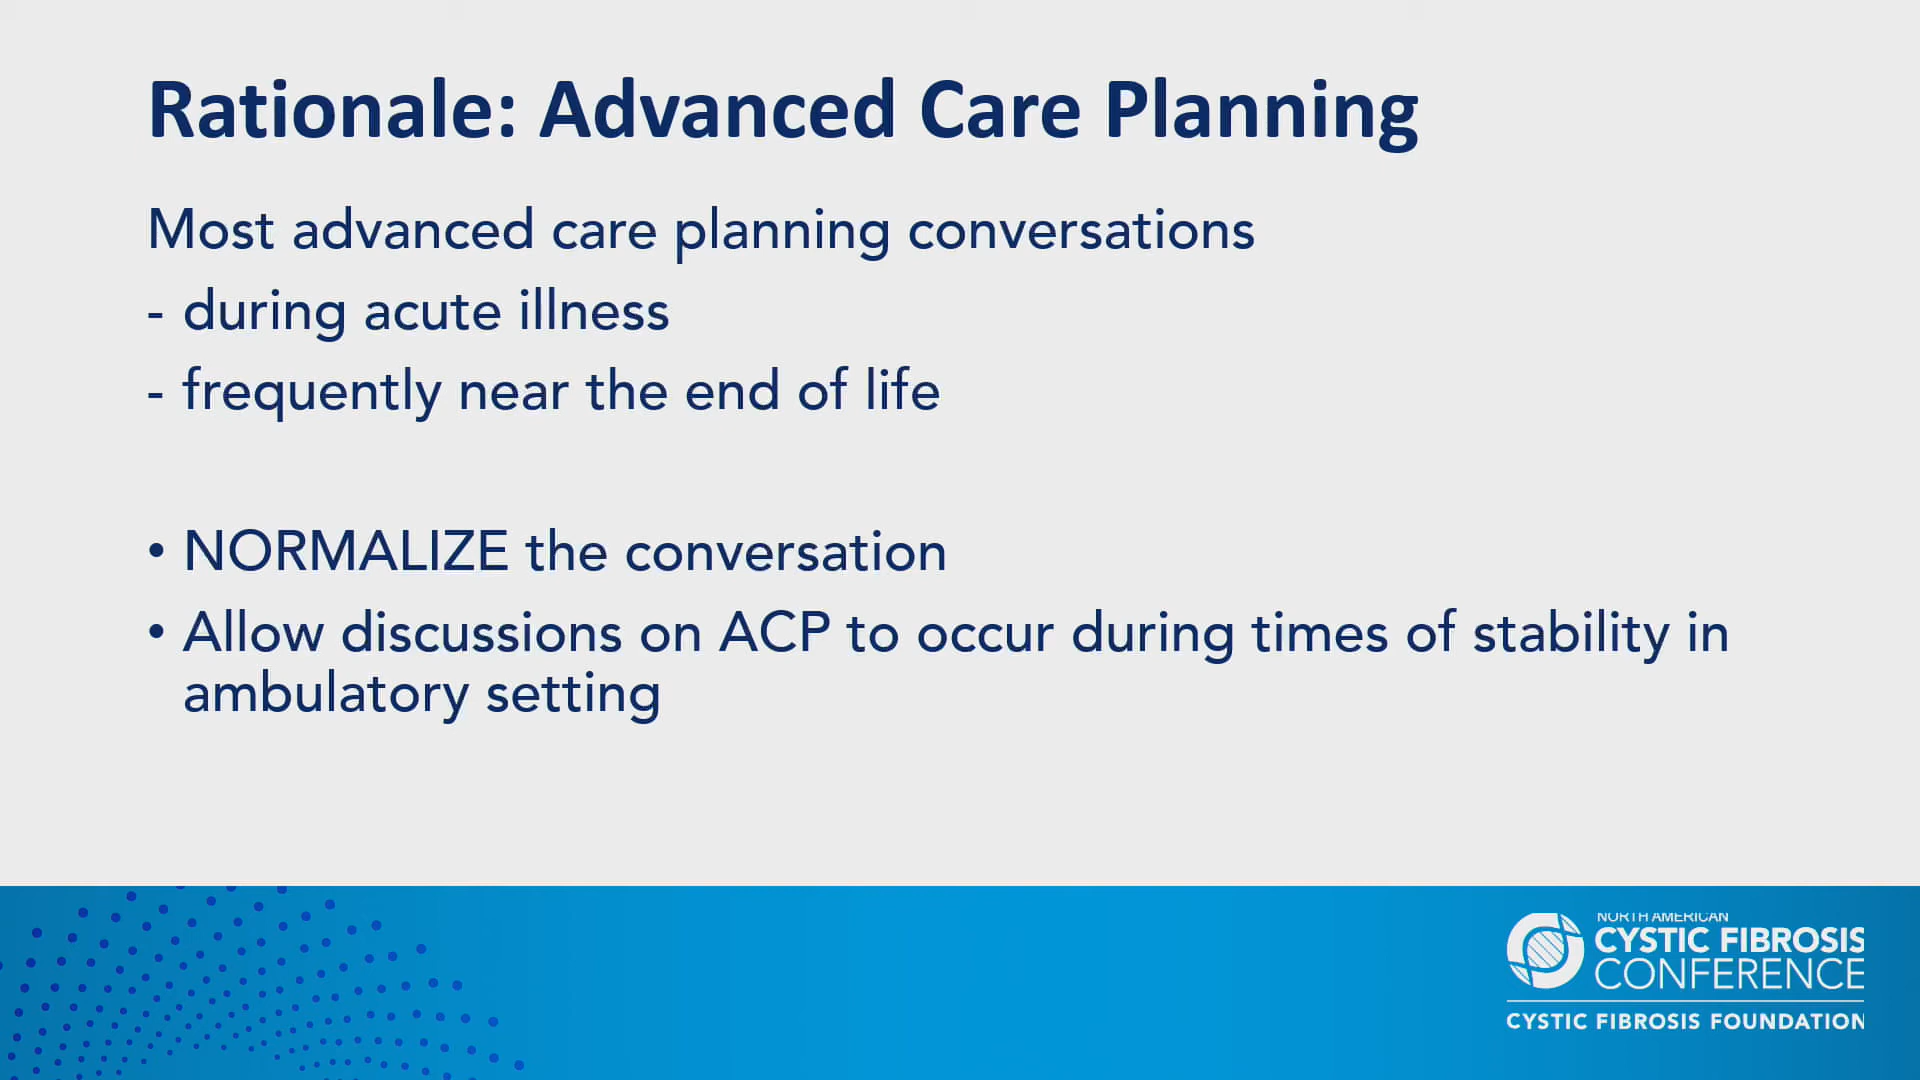 Rationale: Advanced Care Planning
Most advanced care planning conversations
- during acute illness
- frequently near the end of life
• NORMALIZE the conversation
• Allow discussions on ACP to occur during times of stability in
ambulatory setting
NORTH AMERICAN
CYSTIC FIBROSIS
CONFERENCE
CYSTIC FIBROSIS FOUNDATION